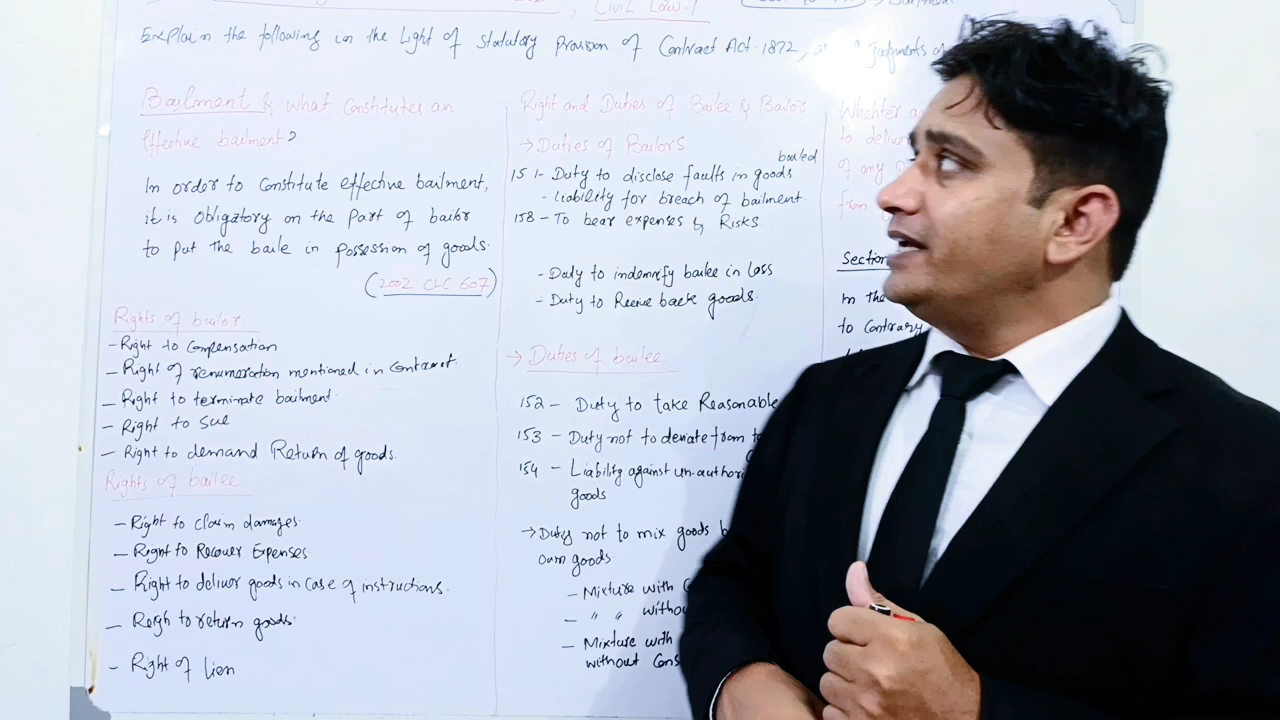 Civil Law-1
Explain the following in the Light of Statutory Provision of Contract Act-1872, " Judgments
Bailment & what Constitutes an
effective bailment?
In order to Constitute effective bailment,
it is obligatory on the part of bailor
to put the baile in possession of goods.
(2002 CLC 607)
Rights of bailor:
- Right to Compensation
- Right of renumeration mentioned in Contract.
- Right to terminate bailment.
- Right to sue
- Right to demand Return of goods.
Rights of bailee
- Right to claim damages.
- Right to Recover Expenses.
- Right to deliver goods in case of instructions.
- Righ to return goods.
- Right of lien
Right and Duties of Bailee & Bailor
→ Duties of Bailors
bailed
151- Duty to disclose faults in goods
- Liability for breach of bailment
158 - To bear expenses & Risks
- Duty to indemnify bailee in loss
- Duty to Receive back goods.
→ Duties of bailee
152 - Duty to take Reasonable
153 - Duty not to deviate from
154 - Liability against un-authori
goods
→ Duty not to mix goods
own goods
- Mixture with
- " " withou
- Mixture with
without Cons
Whehter a
to delive
of any
from
Section
In the
to Contrary